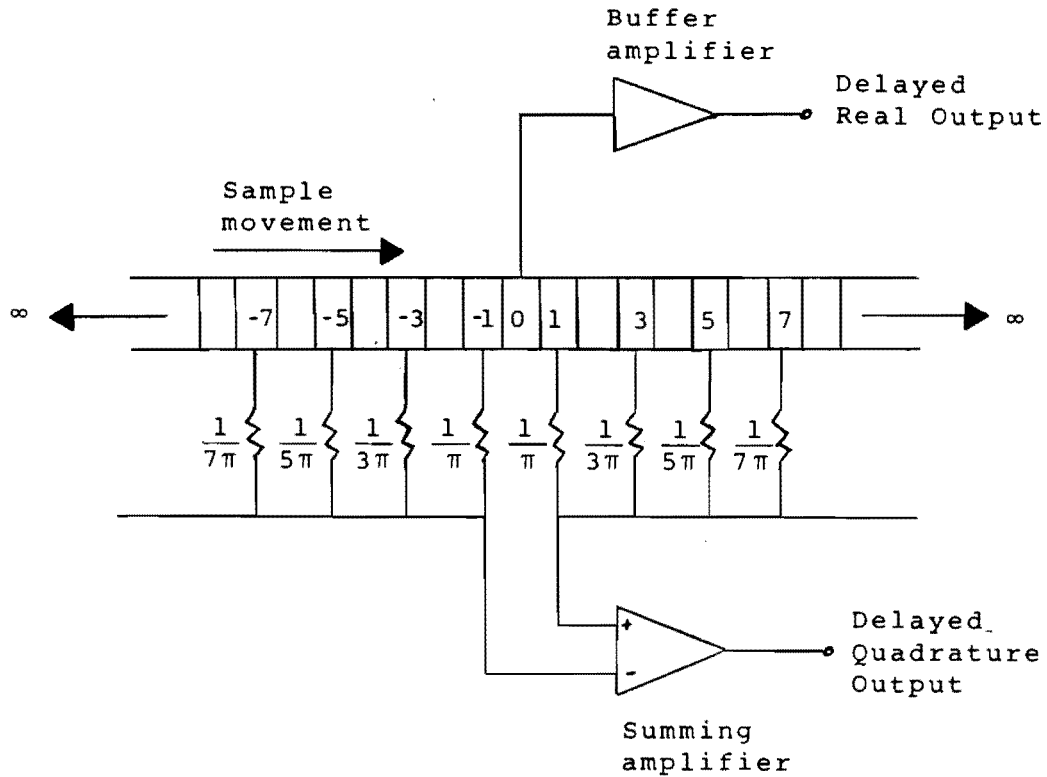 Buffer
amplifier
Delayed
Real Output
Sample
movement
∞ -7 -5 -3 -1 0 1 3 5 7 ∞
1/7π 1/5π 1/3π 1/π 1/π 1/3π 1/5π 1/7π
+
-
Delayed
Quadrature
Output
Summing
amplifier